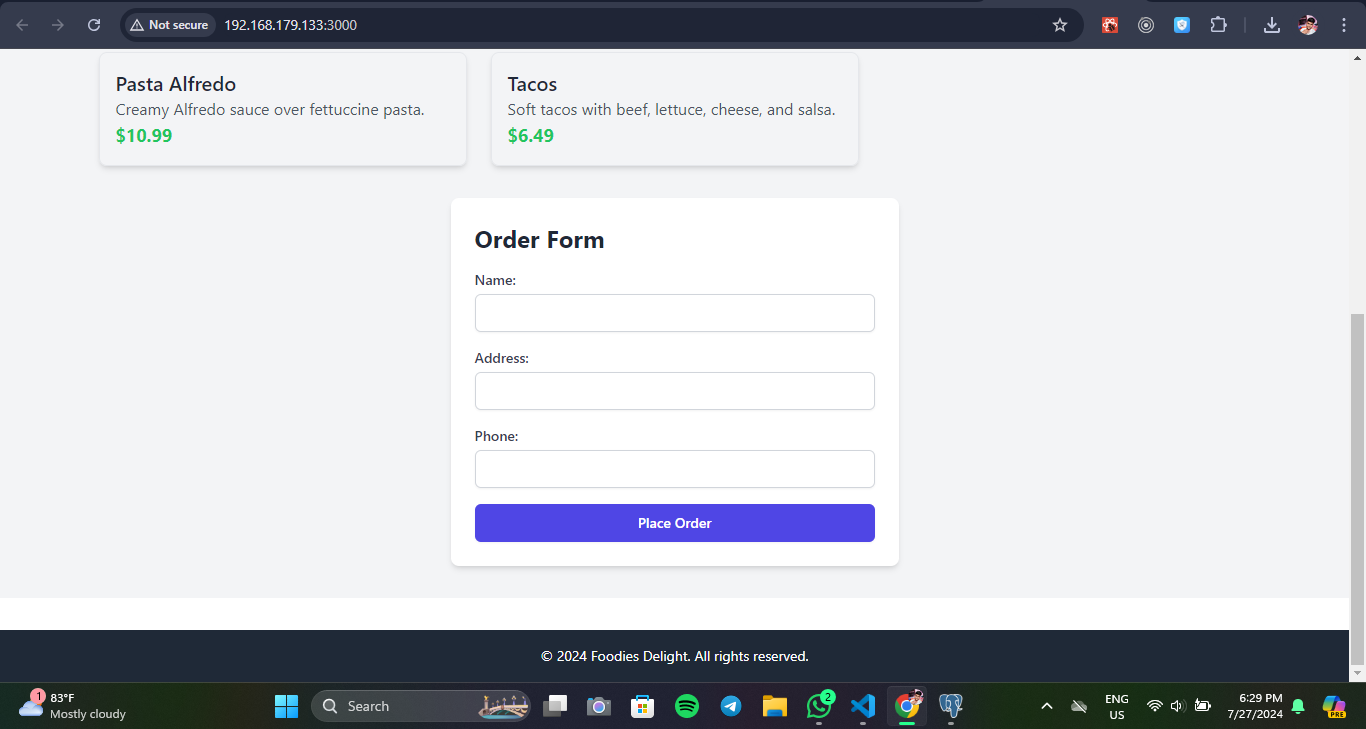 Not secure 192.168.179.133:3000
Pasta Alfredo
Creamy Alfredo sauce over fettuccine pasta.
$10.99
Tacos
Soft tacos with beef, lettuce, cheese, and salsa.
$6.49
Order Form
Name:
Address:
Phone:
Place Order
© 2024 Foodies Delight. All rights reserved.
1
83°F
Mostly cloudy
Search
2
ENG
US
6:29 PM
7/27/2024
PRE